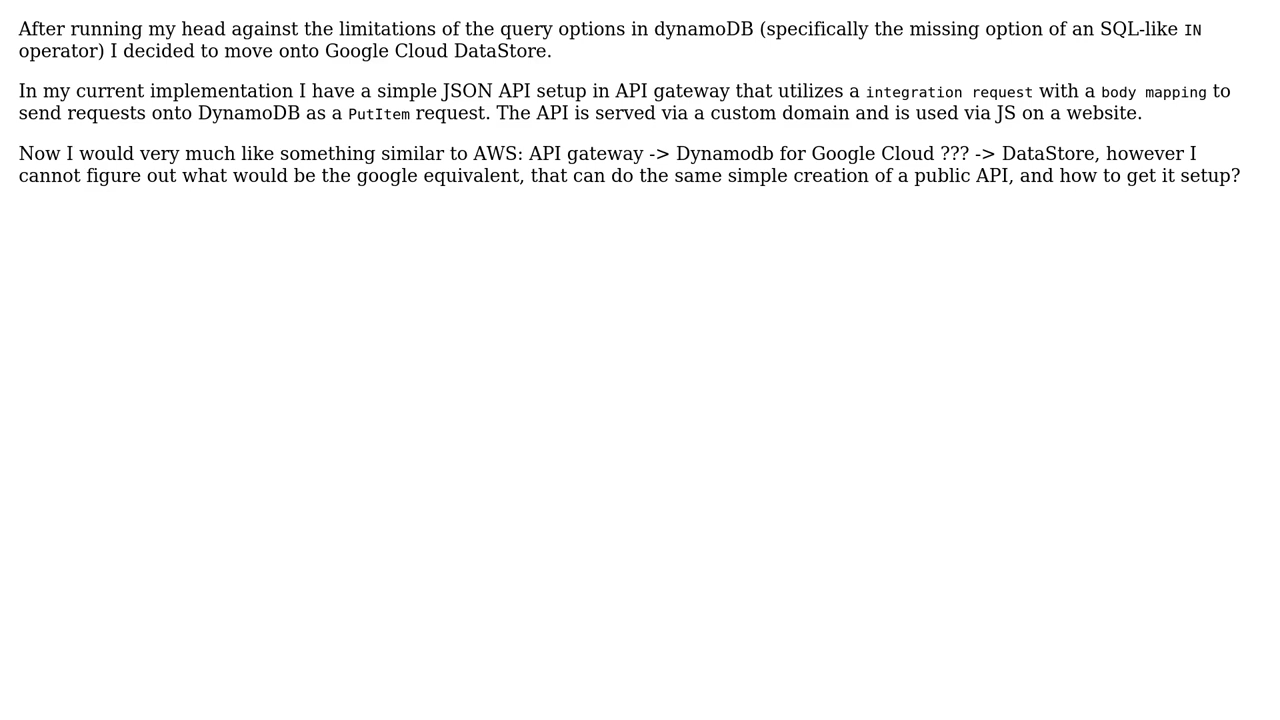 After running my head against the limitations of the query options in dynamoDB (specifically the missing option of an SQL-like IN
operator) I decided to move onto Google Cloud DataStore.
In my current implementation I have a simple JSON API setup in API gateway that utilizes a integration request with a body mapping to
send requests onto DynamoDB as a PutItem request. The API is served via a custom domain and is used via JS on a website.
Now I would very much like something similar to AWS: API gateway -> Dynamodb for Google Cloud ??? -> DataStore, however I
cannot figure out what would be the google equivalent, that can do the same simple creation of a public API, and how to get it setup?